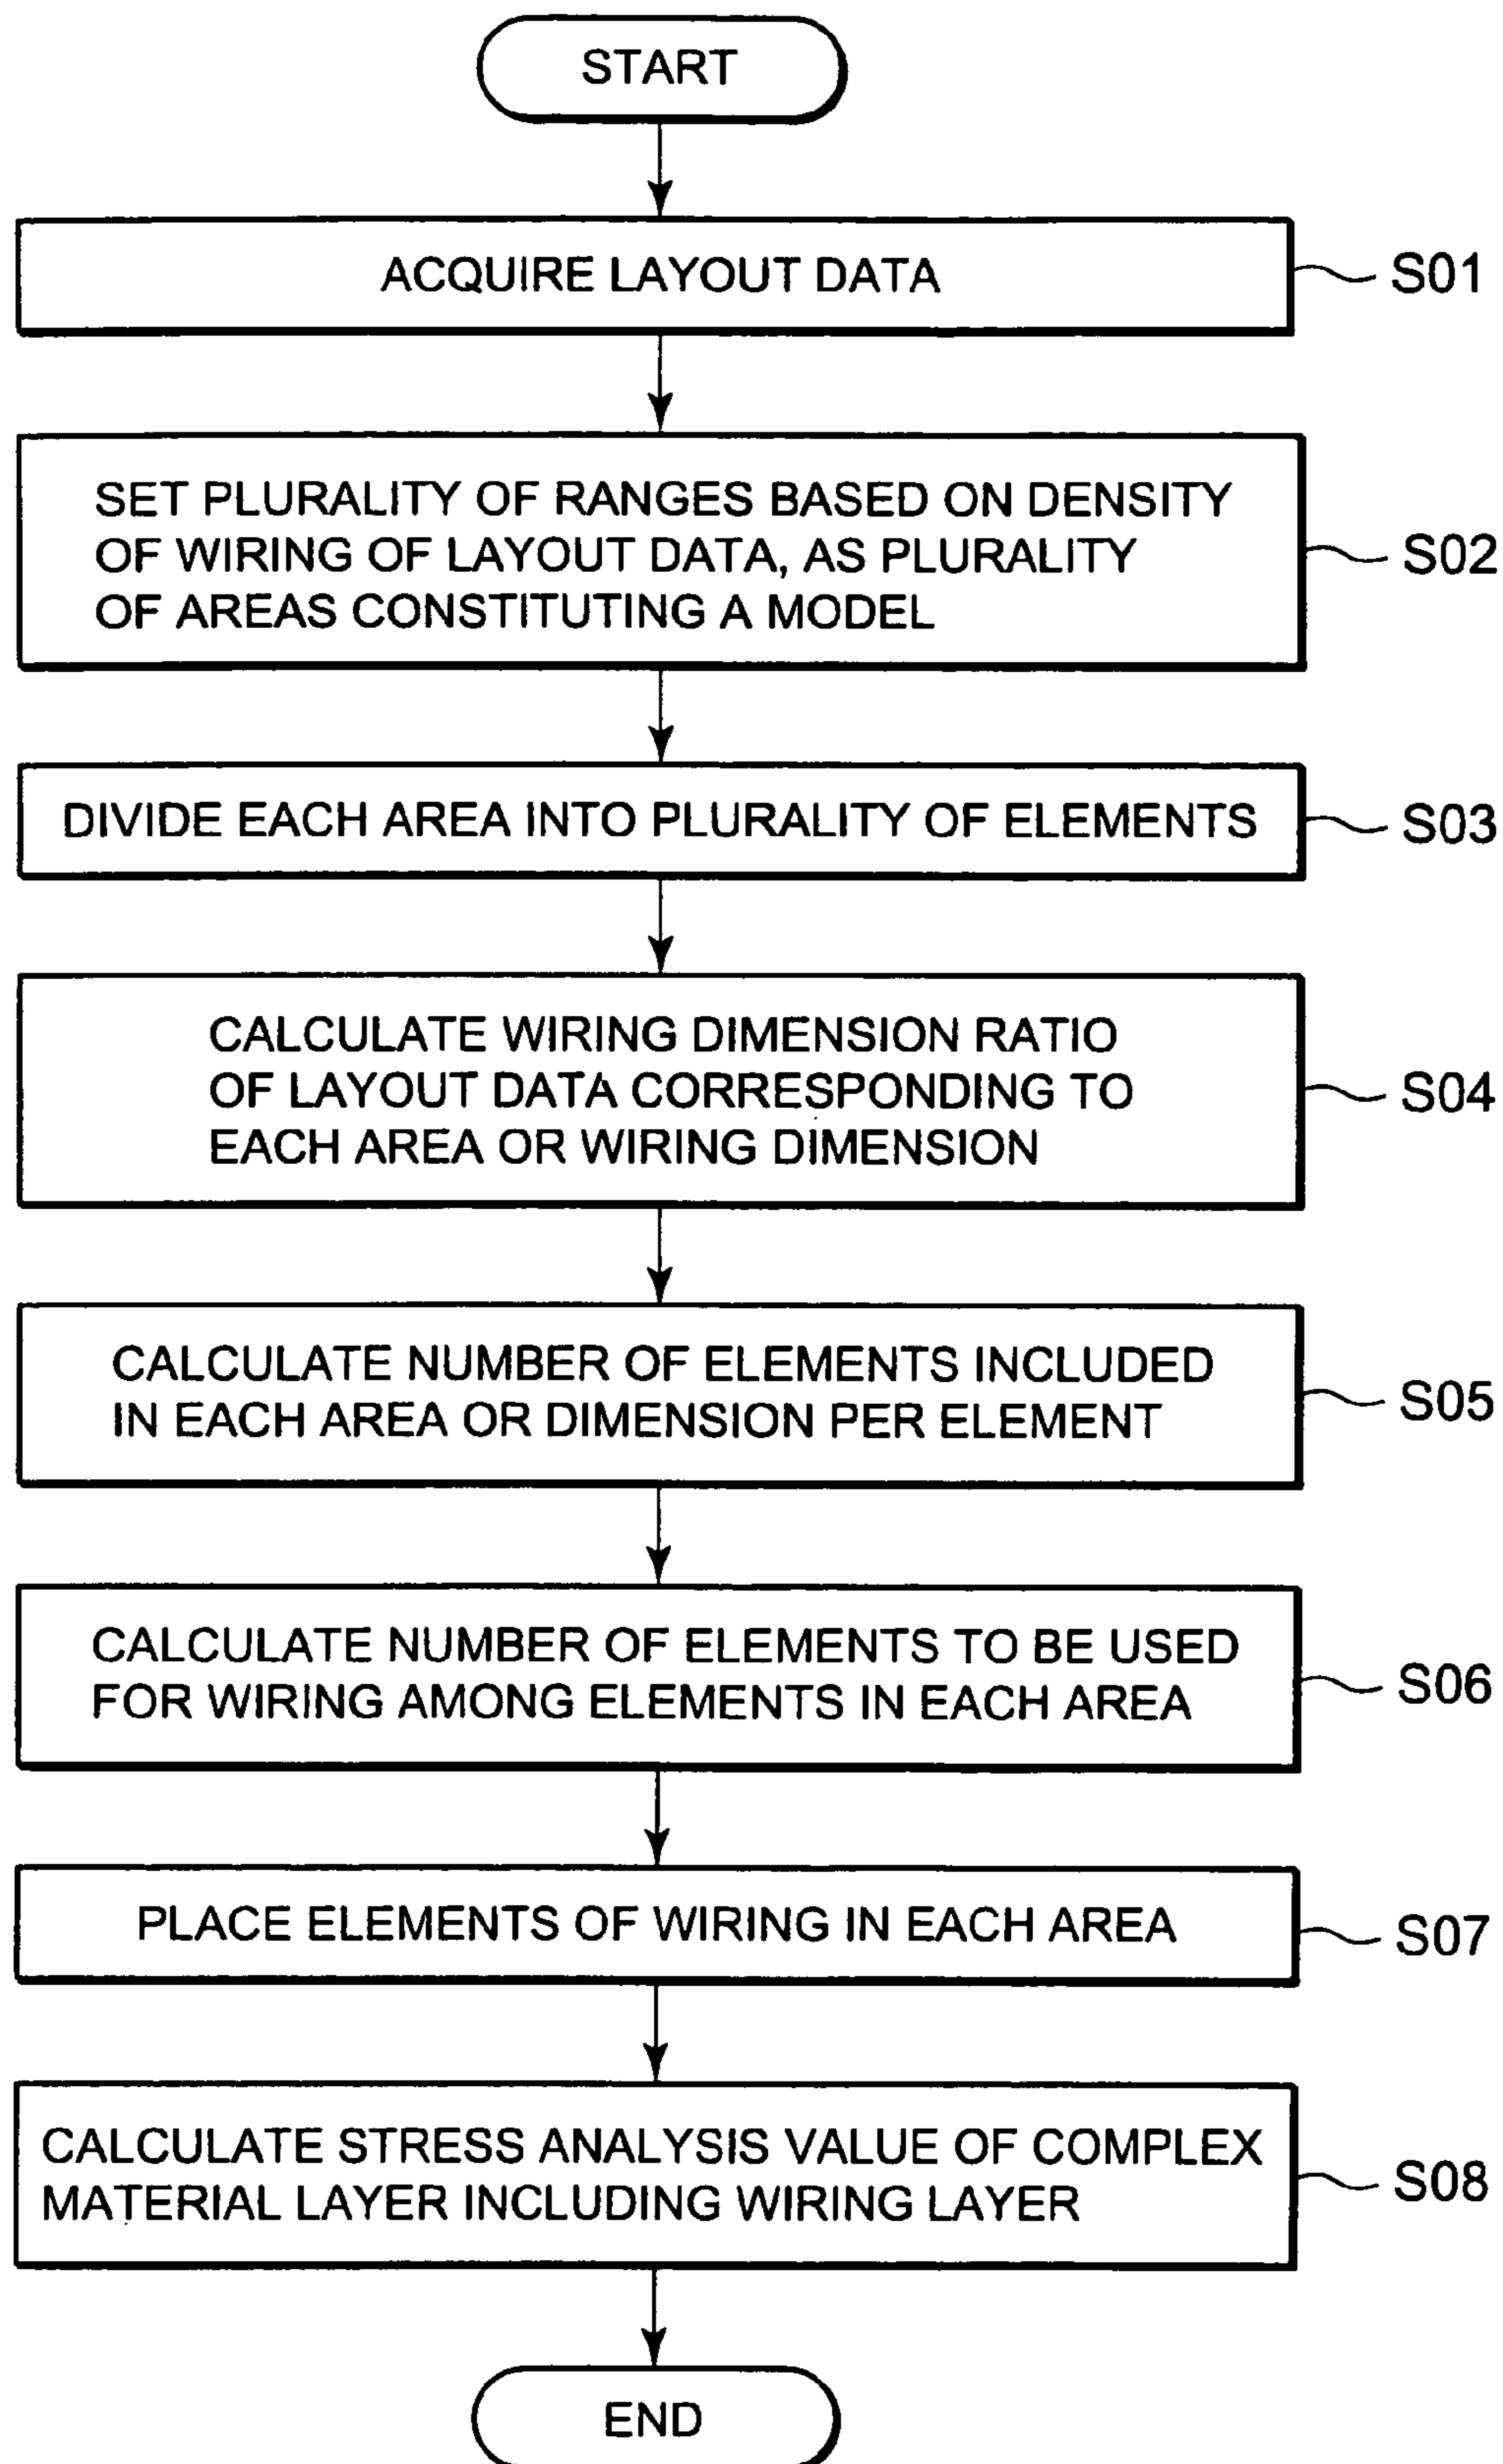 START
ACQUIRE LAYOUT DATA
S01
SET PLURALITY OF RANGES BASED ON DENSITY
OF WIRING OF LAYOUT DATA, AS PLURALITY
OF AREAS CONSTITUTING A MODEL
S02
DIVIDE EACH AREA INTO PLURALITY OF ELEMENTS
S03
CALCULATE WIRING DIMENSION RATIO
OF LAYOUT DATA CORRESPONDING TO
EACH AREA OR WIRING DIMENSION
S04
CALCULATE NUMBER OF ELEMENTS INCLUDED
IN EACH AREA OR DIMENSION PER ELEMENT
S05
CALCULATE NUMBER OF ELEMENTS TO BE USED
FOR WIRING AMONG ELEMENTS IN EACH AREA
S06
PLACE ELEMENTS OF WIRING IN EACH AREA
S07
CALCULATE STRESS ANALYSIS VALUE OF COMPLEX
MATERIAL LAYER INCLUDING WIRING LAYER
S08
END